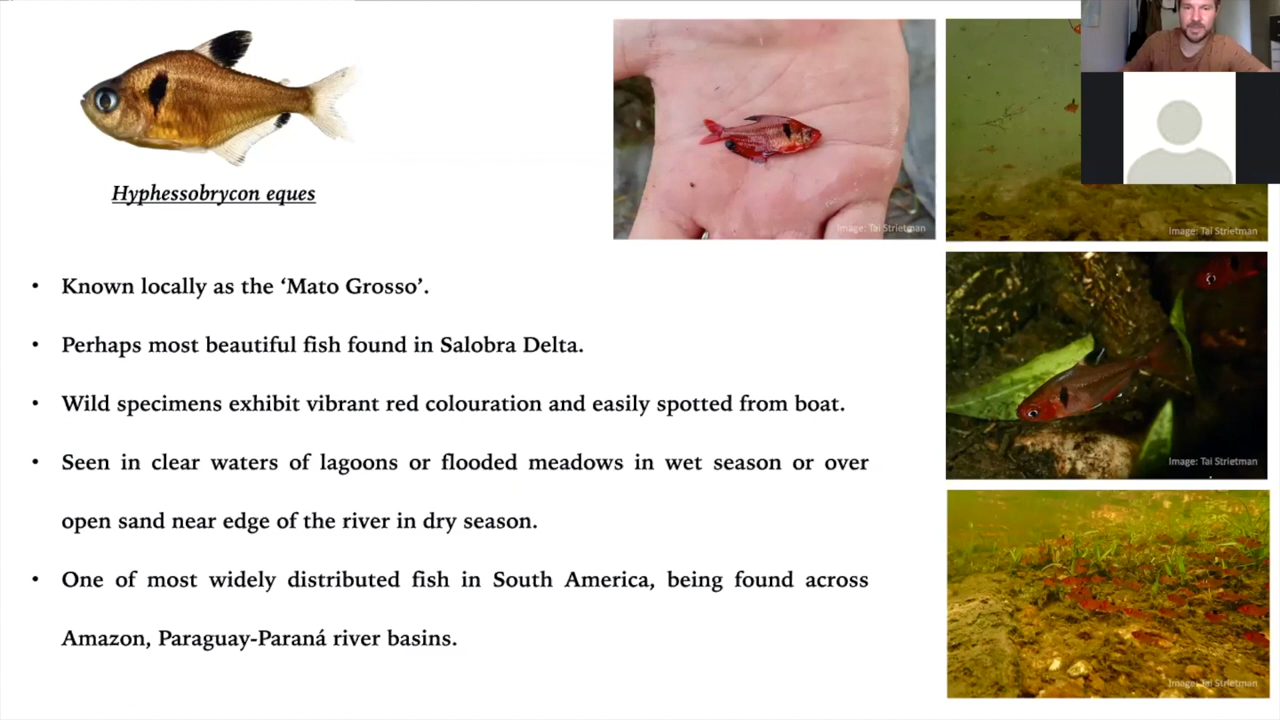 Hyphessobrycon eques
Image: Tai Strietman
Image: Tai Strietman
• Known locally as the ‘Mato Grosso’.
• Perhaps most beautiful fish found in Salobra Delta.
• Wild specimens exhibit vibrant red colouration and easily spotted from boat.
• Seen in clear waters of lagoons or flooded meadows in wet season or over
open sand near edge of the river in dry season.
• One of most widely distributed fish in South America, being found across
Amazon, Paraguay-Paraná river basins.
Image: Tai Strietman
Image: Tai Strietman